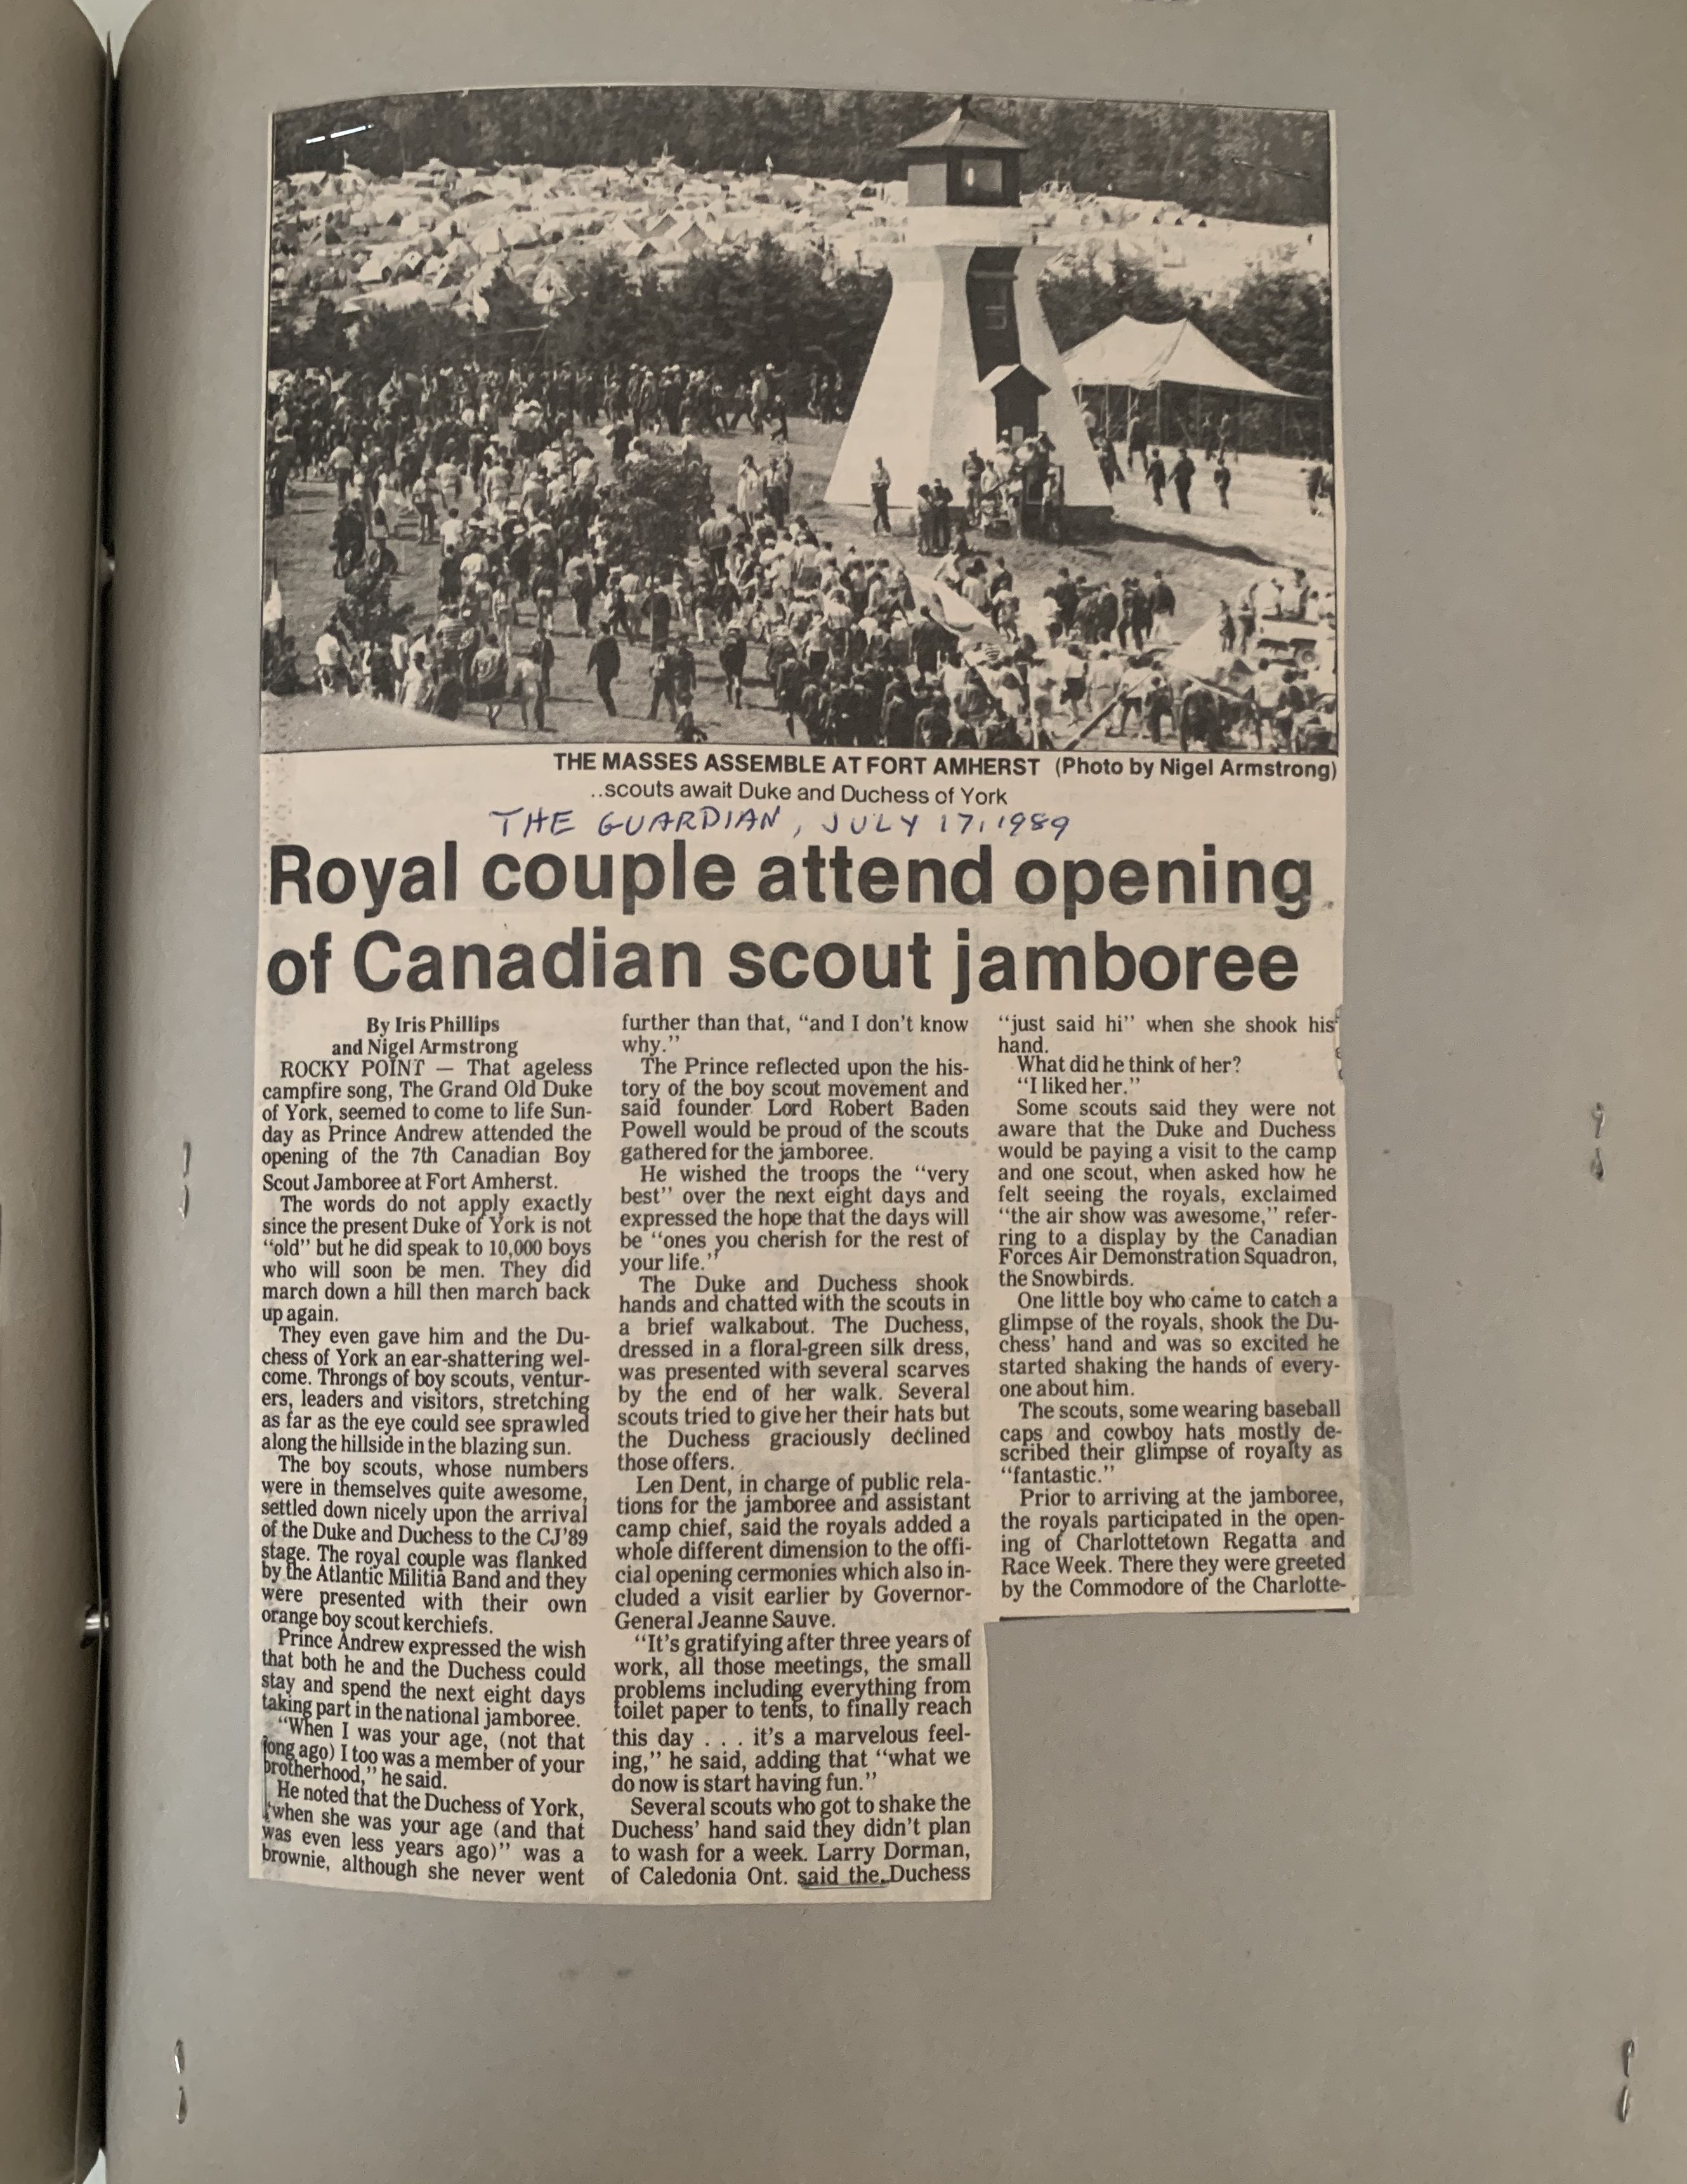 THE MASSES ASSEMBLE AT FORT AMHERST (Photo by Nigel Armstrong)
..scouts await Duke and Duchess of York
THE GUARDIAN, JULY 17, 1989
Royal couple attend opening
of Canadian scout jamboree
By Iris Phillips
and Nigel Armstrong
ROCKY POINT — That ageless
campfire song, The Grand Old Duke
of York, seemed to come to life Sun-
day as Prince Andrew attended the
opening of the 7th Canadian Boy
Scout Jamboree at Fort Amherst.
The words do not apply exactly
since the present Duke of York is not
"old" but he did speak to 10,000 boys
who will soon be men. They did
march down a hill then march back
up again.
They even gave him and the Du-
chess of York an ear-shattering wel-
come. Throngs of boy scouts, ventur-
ers, leaders and visitors, stretching
as far as the eye could see sprawled
along the hillside in the blazing sun.
The boy scouts, whose numbers
were in themselves quite awesome,
settled down nicely upon the arrival
of the Duke and Duchess to the CJ'89
stage. The royal couple was flanked
by the Atlantic Militia Band and they
were presented with their own
orange boy scout kerchiefs.
Prince Andrew expressed the wish
that both he and the Duchess could
stay and spend the next eight days
taking part in the national jamboree.
"When I was your age, (not that
long ago) I too was a member of your
brotherhood," he said.
He noted that the Duchess of York,
"when she was your age (and that
was even less years ago)" was a
brownie, although she never went
further than that, "and I don't know
why."
The Prince reflected upon the his-
tory of the boy scout movement and
said founder Lord Robert Baden
Powell would be proud of the scouts
gathered for the jamboree.
He wished the troops the "very
best" over the next eight days and
expressed the hope that the days will
be "ones you cherish for the rest of
your life."
The Duke and Duchess shook
hands and chatted with the scouts in
a brief walkabout. The Duchess,
dressed in a floral-green silk dress,
was presented with several scarves
by the end of her walk. Several
scouts tried to give her their hats but
the Duchess graciously declined
those offers.
Len Dent, in charge of public rela-
tions for the jamboree and assistant
camp chief, said the royals added a
whole different dimension to the offi-
cial opening cermonies which also in-
cluded a visit earlier by Governor-
General Jeanne Sauve.
"It's gratifying after three years of
work, all those meetings, the small
problems including everything from
toilet paper to tents, to finally reach
this day . . . it's a marvelous feel-
ing," he said, adding that "what we
do now is start having fun."
Several scouts who got to shake the
Duchess' hand said they didn't plan
to wash for a week. Larry Dorman,
of Caledonia Ont. said the Duchess
"just said hi" when she shook his
hand.
What did he think of her?
"I liked her."
Some scouts said they were not
aware that the Duke and Duchess
would be paying a visit to the camp
and one scout, when asked how he
felt seeing the royals, exclaimed
"the air show was awesome," refer-
ring to a display by the Canadian
Forces Air Demonstration Squadron,
the Snowbirds.
One little boy who came to catch a
glimpse of the royals, shook the Du-
chess' hand and was so excited he
started shaking the hands of every-
one about him.
The scouts, some wearing baseball
caps and cowboy hats mostly de-
scribed their glimpse of royalty as
"fantastic."
Prior to arriving at the jamboree,
the royals participated in the open-
ing of Charlottetown Regatta and
Race Week. There they were greeted
by the Commodore of the Charlotte-